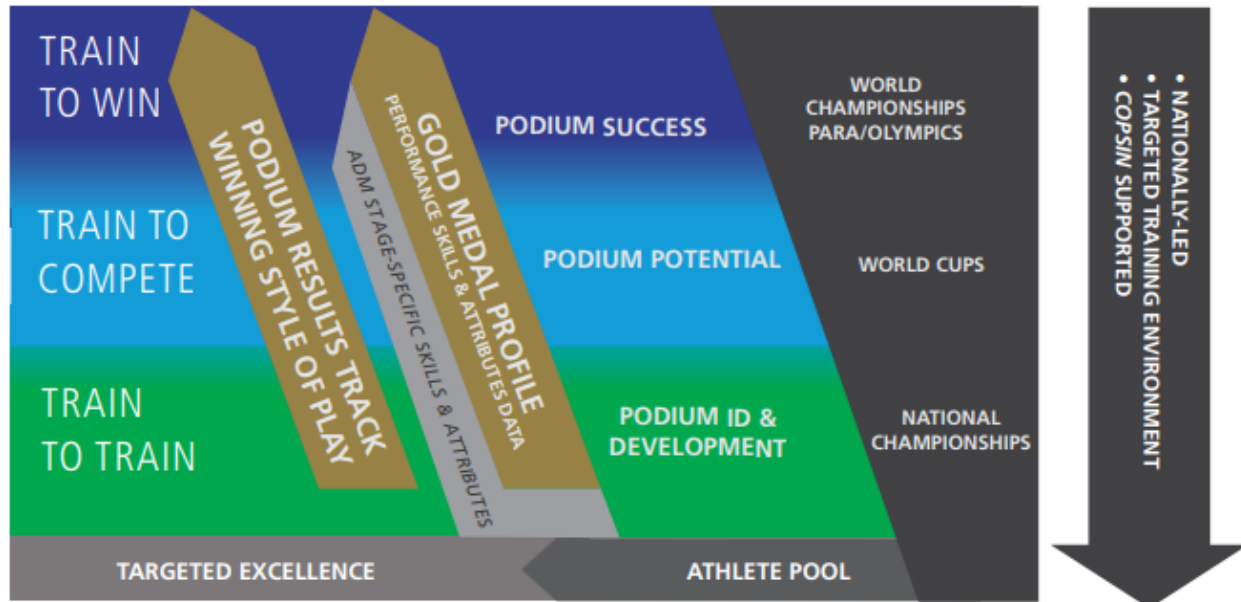 TRAIN
TO WIN
PODIUM RESULTS TRACK
WINNING STYLE OF PLAY
ADM STAGE-SPECIFIC SKILLS & ATTRIBUTES
GOLD MEDAL PROFILE
PERFORMANCE SKILLS & ATTRIBUTES DATA
PODIUM SUCCESS
WORLD
CHAMPIONSHIPS
PARA/OLYMPICS
TRAIN TO
COMPETE
PODIUM POTENTIAL
WORLD CUPS
TRAIN
TO TRAIN
PODIUM ID &
DEVELOPMENT
NATIONAL
CHAMPIONSHIPS
TARGETED EXCELLENCE
ATHLETE POOL
• NATIONALLY-LED
• TARGETED TRAINING ENVIRONMENT
• COPSIN SUPPORTED